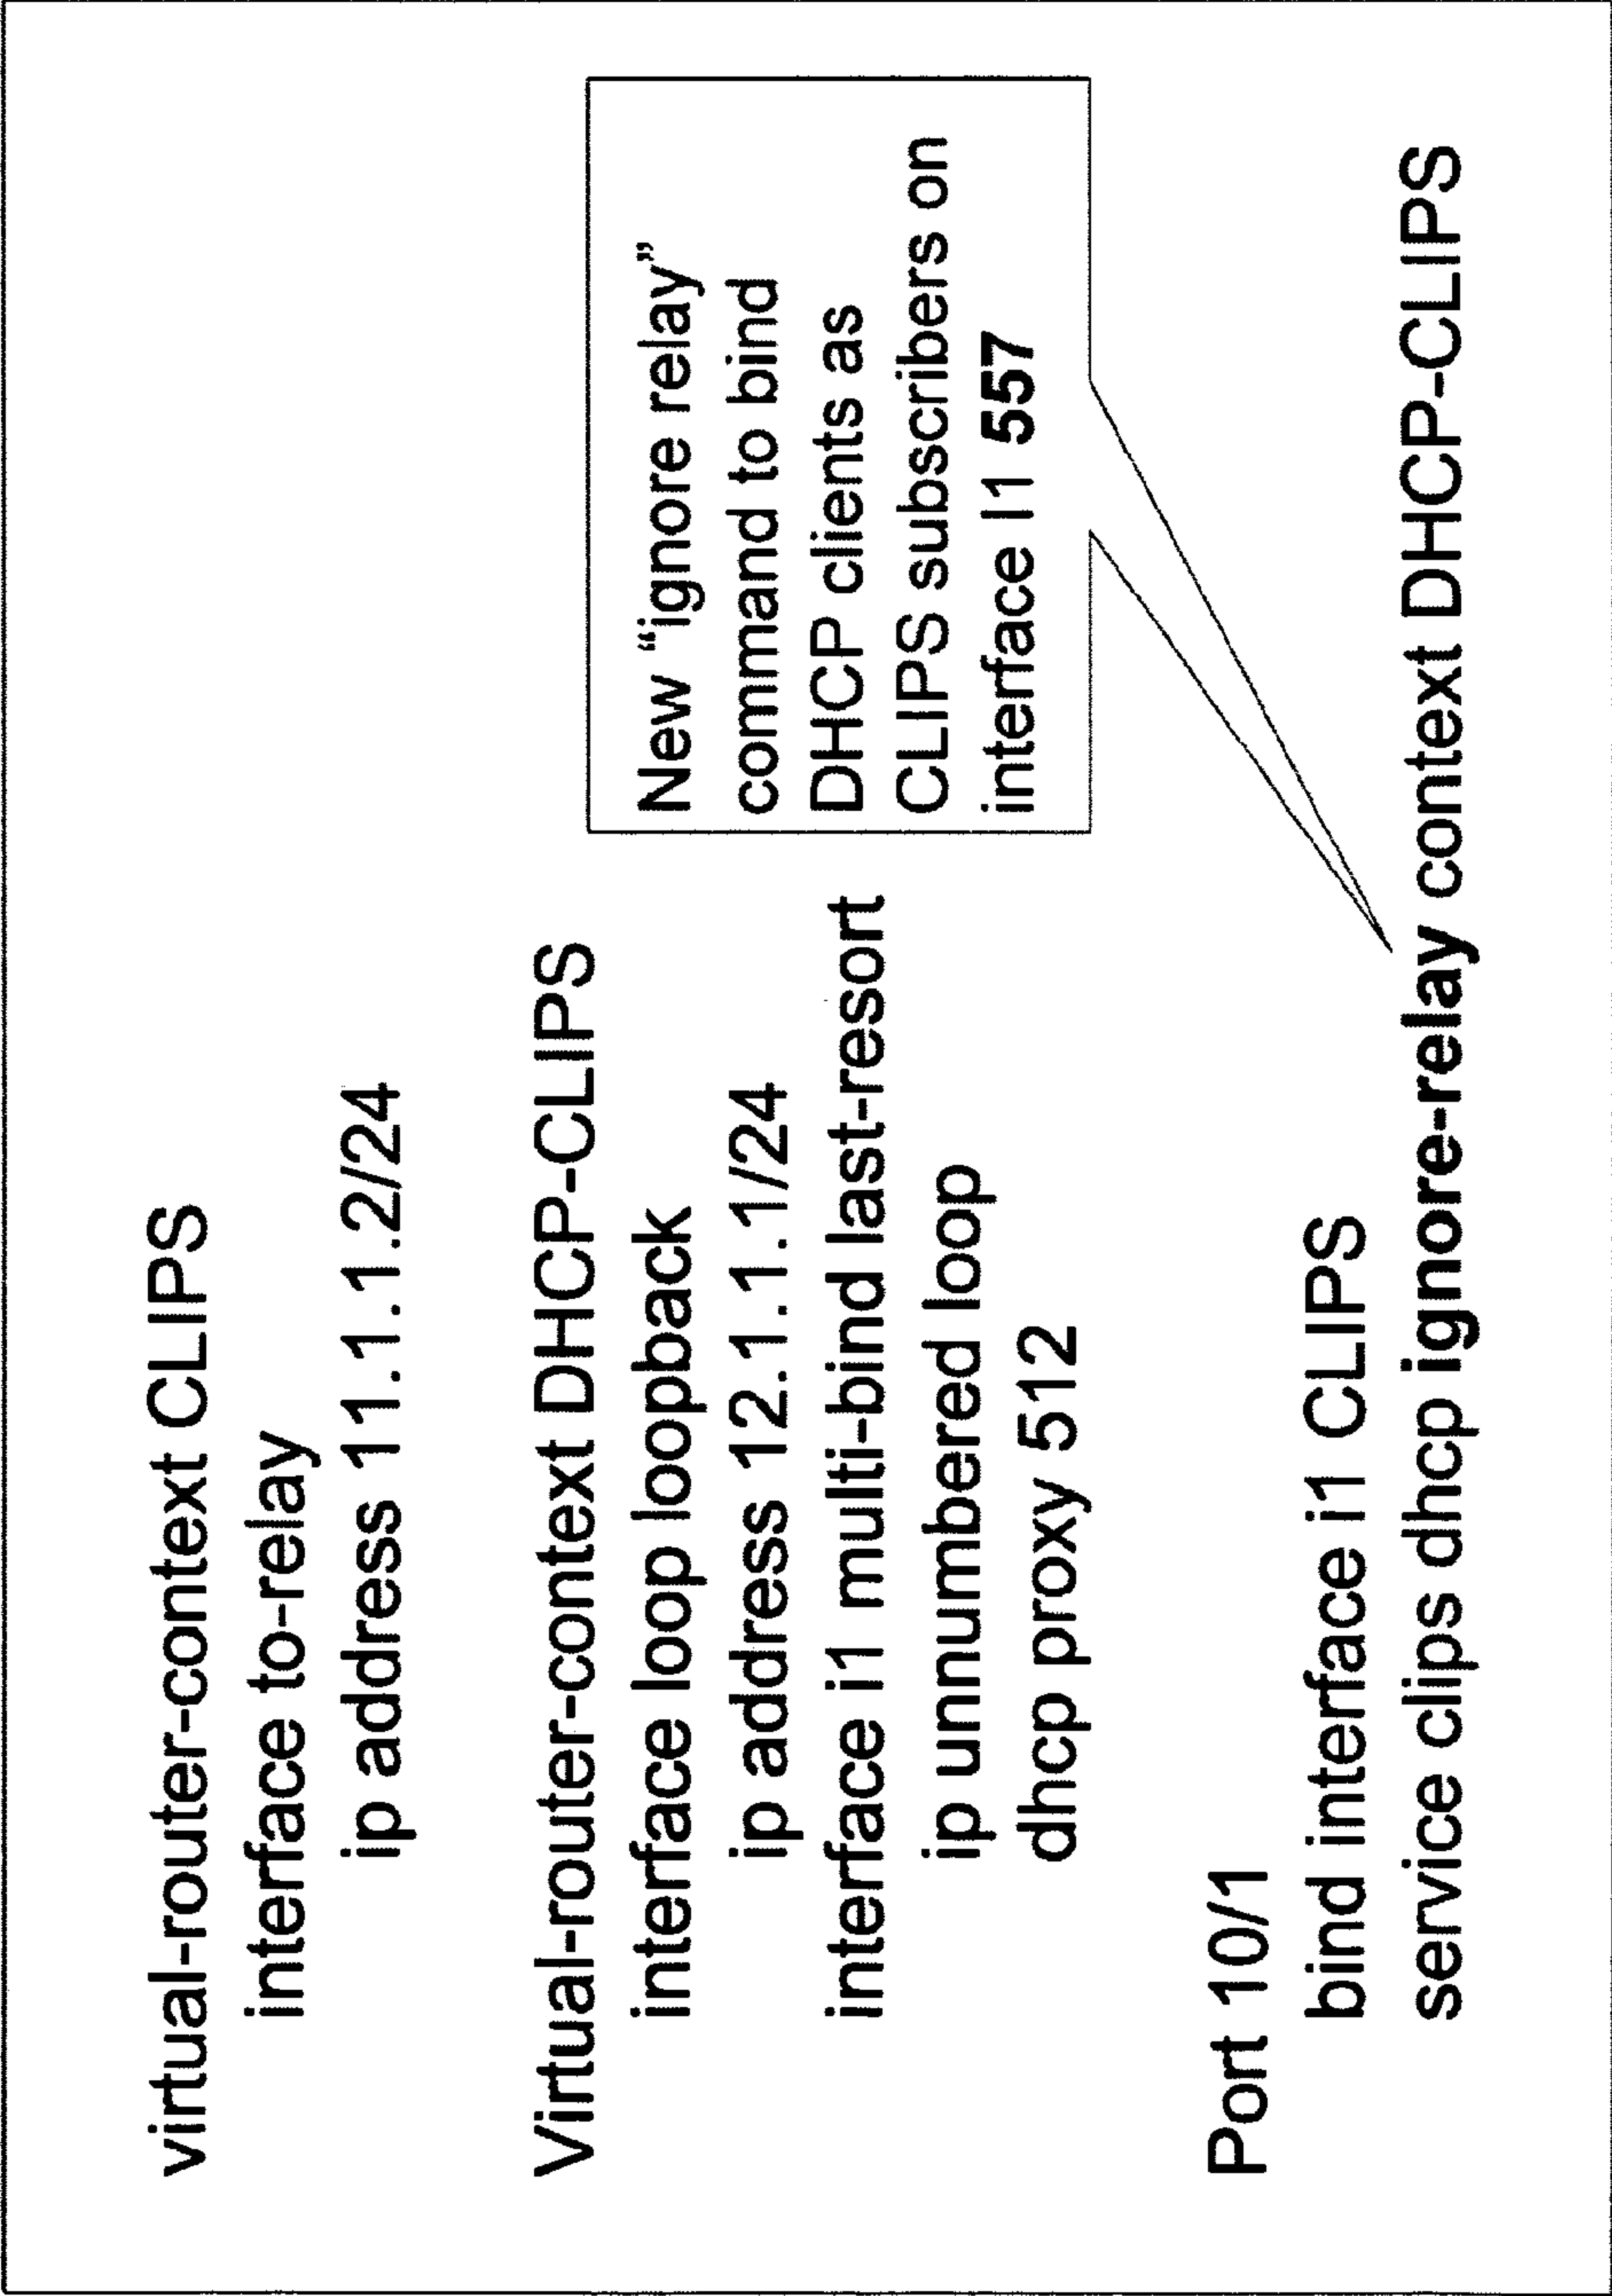 virtual-router-context CLIPS
interface to-relay
ip address 11.1.1.2/24
Virtual-router-context DHCP-CLIPS
interface loop loopback
ip address 12.1.1.1/24
interface i1 multi-bind last-resort
ip unnumbered loop
dhcp proxy 512
New “ignore relay”
command to bind
DHCP clients as
CLIPS subscribers on
interface I1 557
Port 10/1
bind interface i1 CLIPS
service clips dhcp ignore-relay context DHCP-CLIPS